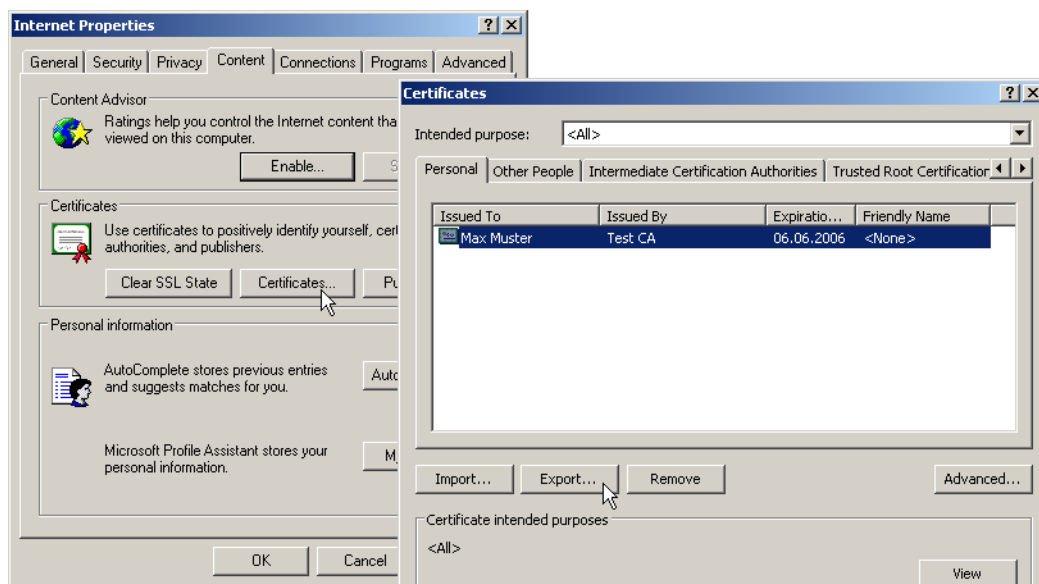 Internet Properties
General Security Privacy Content Connections Programs Advanced
Content Advisor
Ratings help you control the Internet content
viewed on this computer.
Enable...
Certificates
Use certificates to positively identify yourself,
authorities, and publishers.
Clear SSL State Certificates...
Personal information
AutoComplete stores previous entries
and suggests matches for you.
Microsoft Profile Assistant stores your
personal information.
OK Cancel
Certificates
Intended purpose: <All>
Personal Other People Intermediate Certification Authorities Trusted Root Certification
Issued To Issued By Expiratio... Friendly Name
Max Muster Test CA 06.06.2006 <None>
Import... Export... Remove Advanced...
Certificate intended purposes
<All>
View